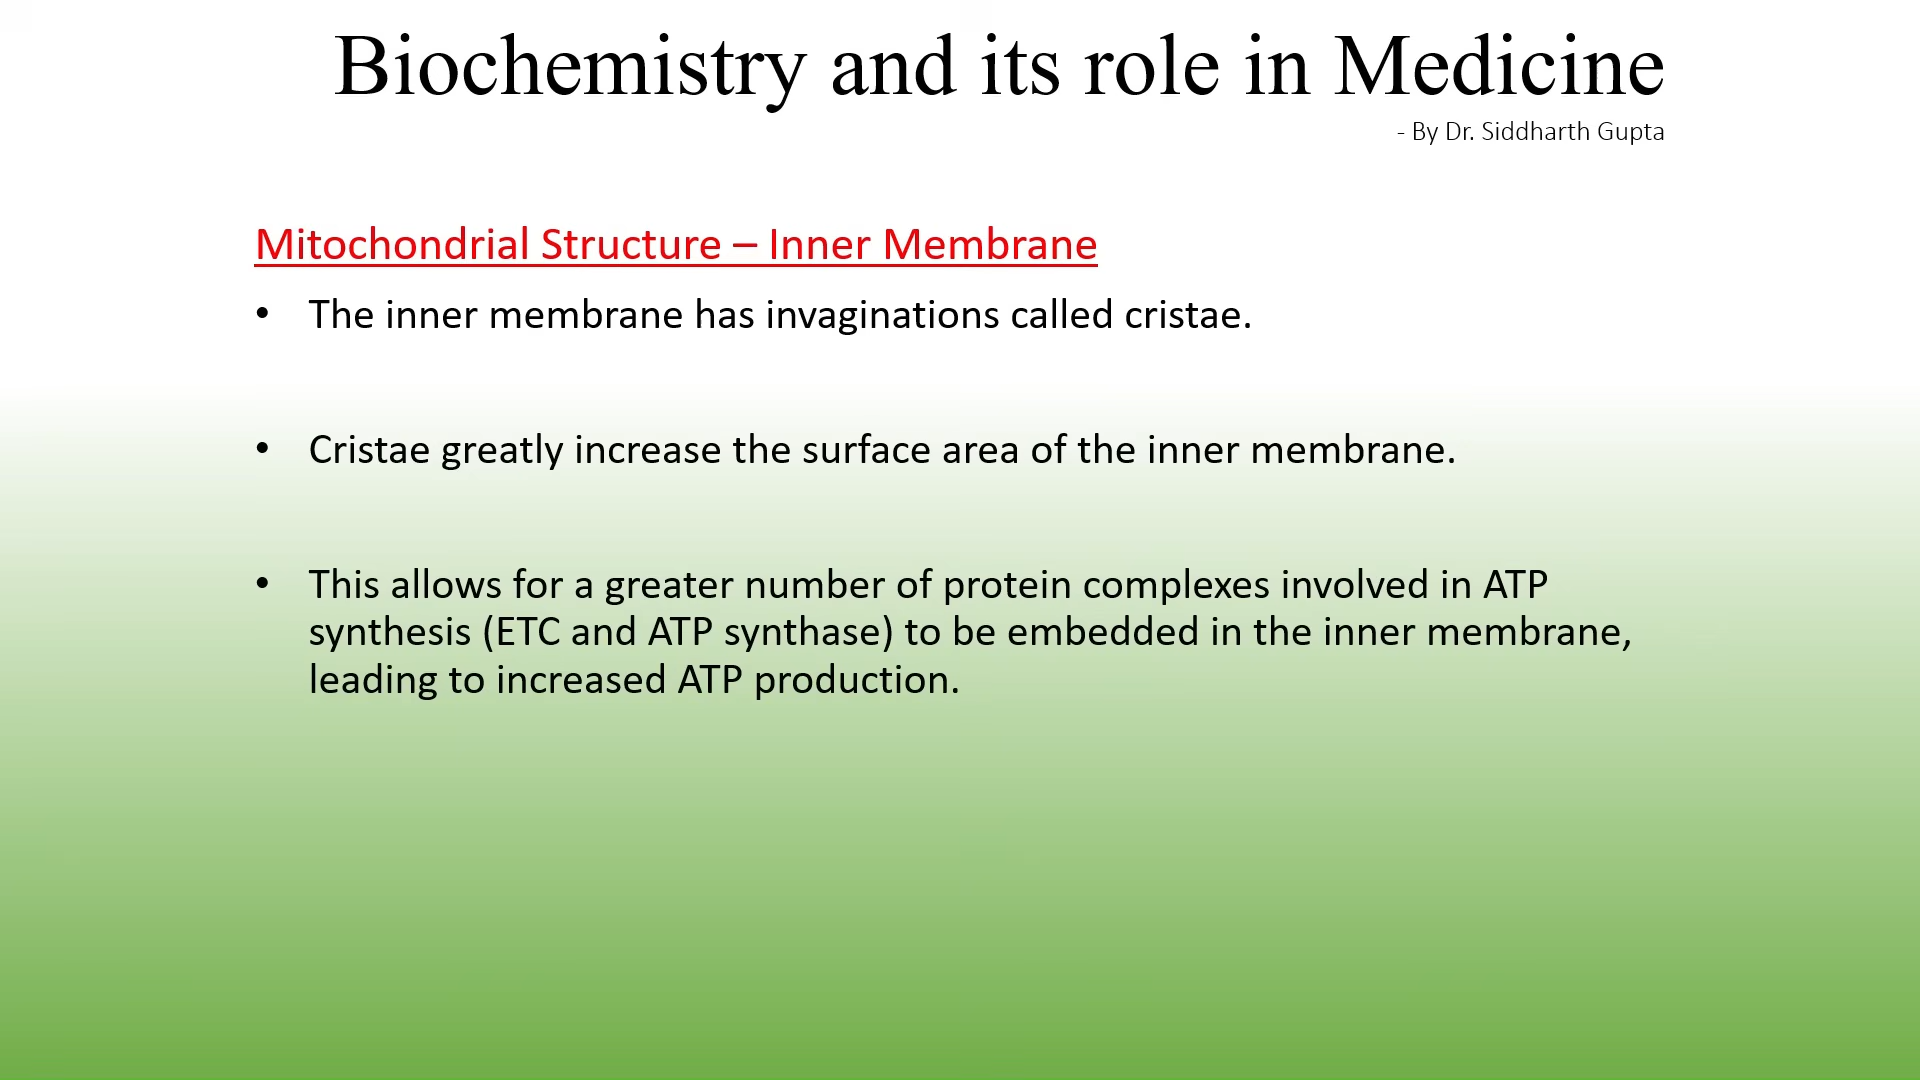 Biochemistry and its role in Medicine
- By Dr. Siddharth Gupta
Mitochondrial Structure – Inner Membrane
• The inner membrane has invaginations called cristae.
• Cristae greatly increase the surface area of the inner membrane.
• This allows for a greater number of protein complexes involved in ATP
synthesis (ETC and ATP synthase) to be embedded in the inner membrane,
leading to increased ATP production.